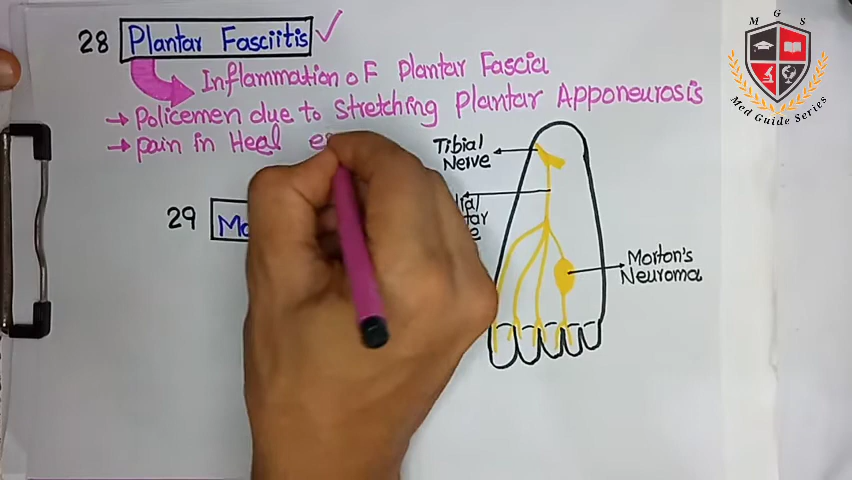 28 Plantar Fasciitis
Inflammation oF Plantar Fascia
→ Policemen due to Stretching Plantar Apponeurosis
→ pain in Heal
Tibial
Nerve
29
Morton's
Neuroma
M G S
Med Guide Series